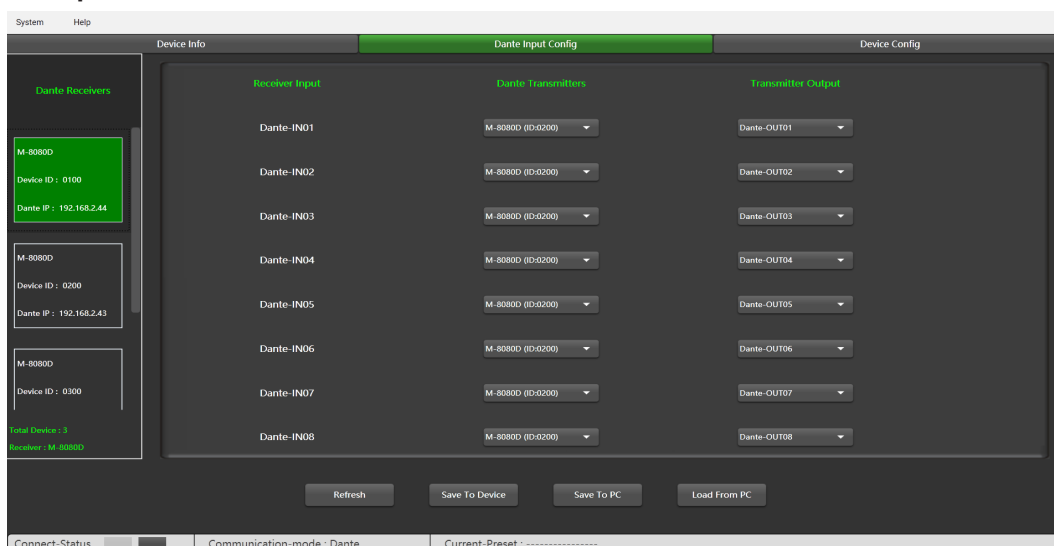 System Help
Device Info Dante Input Config Device Config
Dante Receivers
M-8080D
Device ID : 0100
Dante IP : 192.168.2.44
M-8080D
Device ID : 0200
Dante IP : 192.168.2.43
M-8080D
Device ID : 0300
Total Device : 3
Receiver : M-8080D
Receiver Input Dante Transmitters Transmitter Output
Dante-IN01 M-8080D (ID:0200) Dante-OUT01
Dante-IN02 M-8080D (ID:0200) Dante-OUT02
Dante-IN03 M-8080D (ID:0200) Dante-OUT03
Dante-IN04 M-8080D (ID:0200) Dante-OUT04
Dante-IN05 M-8080D (ID:0200) Dante-OUT05
Dante-IN06 M-8080D (ID:0200) Dante-OUT06
Dante-IN07 M-8080D (ID:0200) Dante-OUT07
Dante-IN08 M-8080D (ID:0200) Dante-OUT08
Refresh Save To Device Save To PC Load From PC
Connect-Status Communication-mode : Dante Current-Preset : ----------------